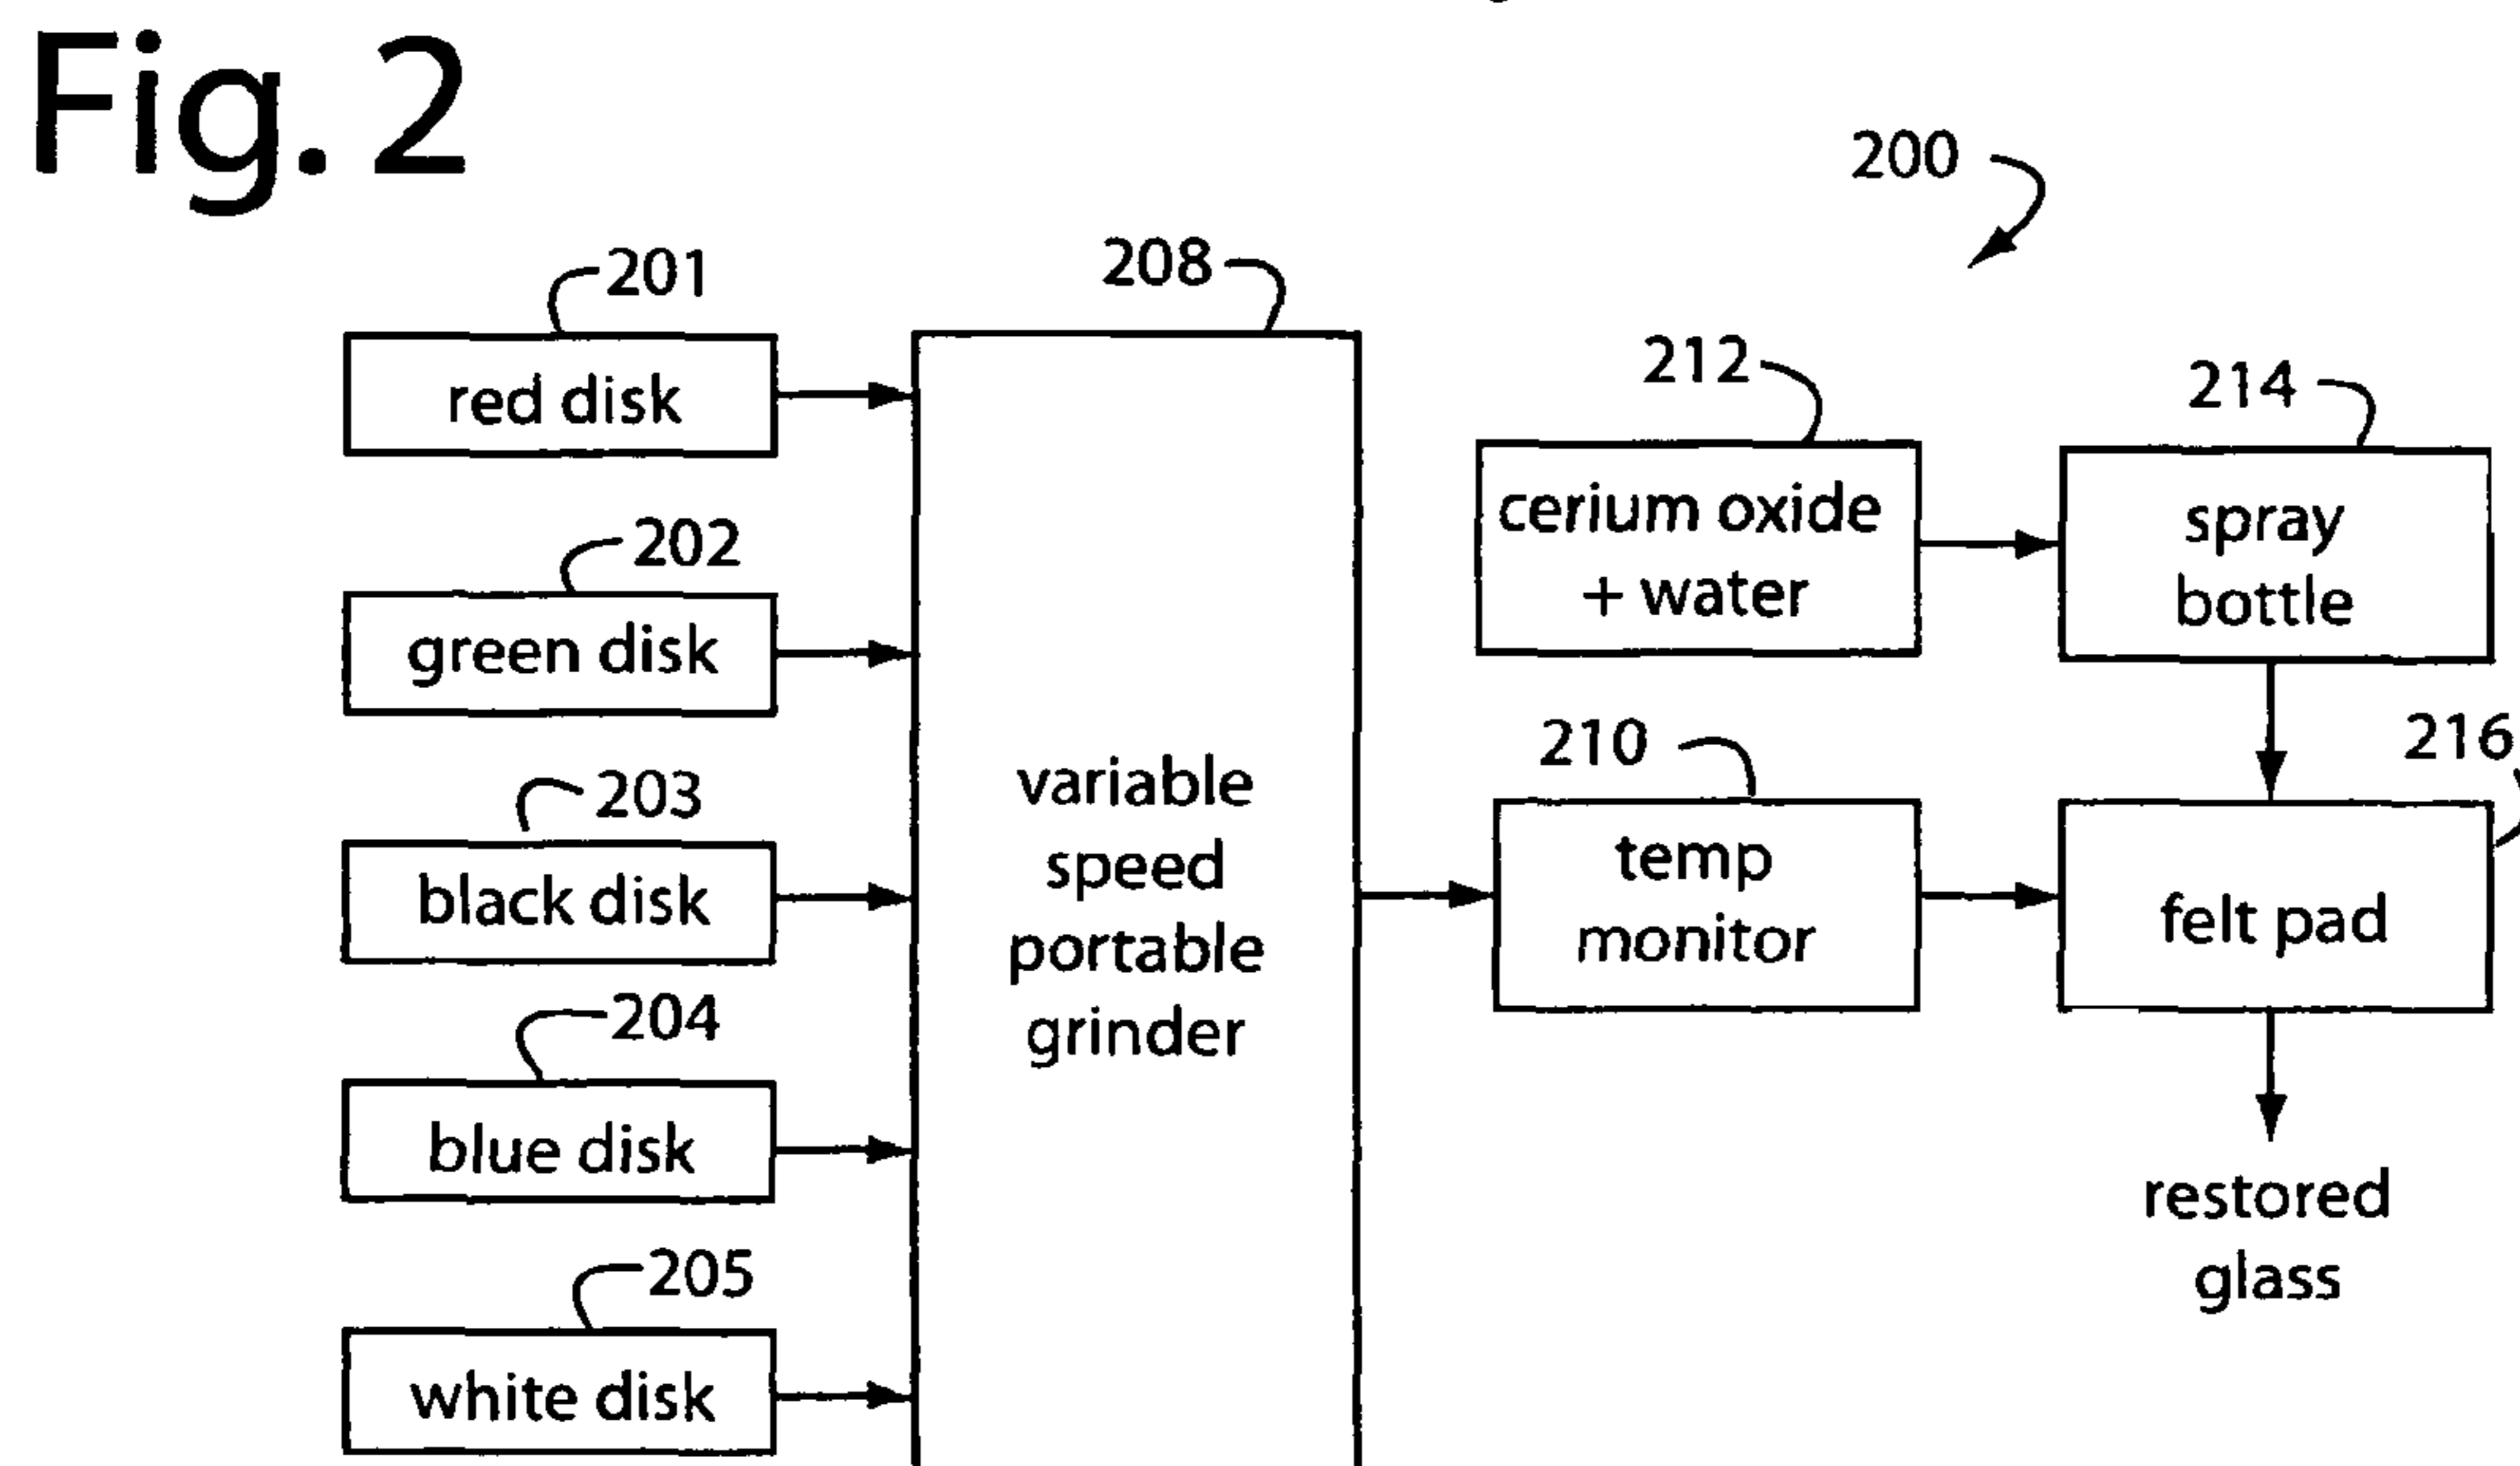 Fig. 2
200
201
208
red disk
212
214
cerium oxide
+ water
spray
bottle
202
green disk
210
216
203
variable
speed
portable
grinder
temp
monitor
felt pad
black disk
204
blue disk
restored
glass
205
white disk